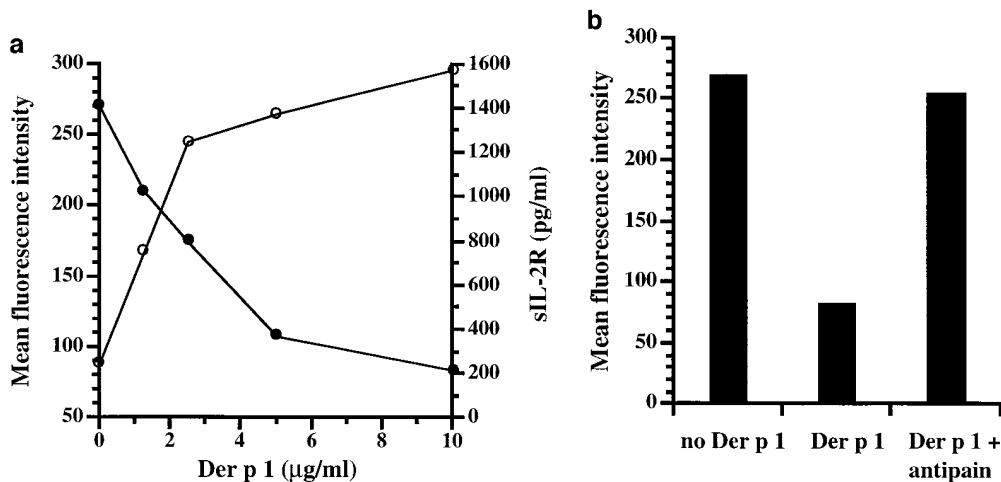 a
300
250
200
150
100
50
Mean fluorescence intensity
1600
1400
1200
1000
800
600
400
200
0
sIL-2R (pg/ml)
0 2 4 6 8 10
Der p 1 (μg/ml)
b
300
250
200
150
100
50
0
Mean fluorescence intensity
no Der p 1 Der p 1 Der p 1 +
antipain